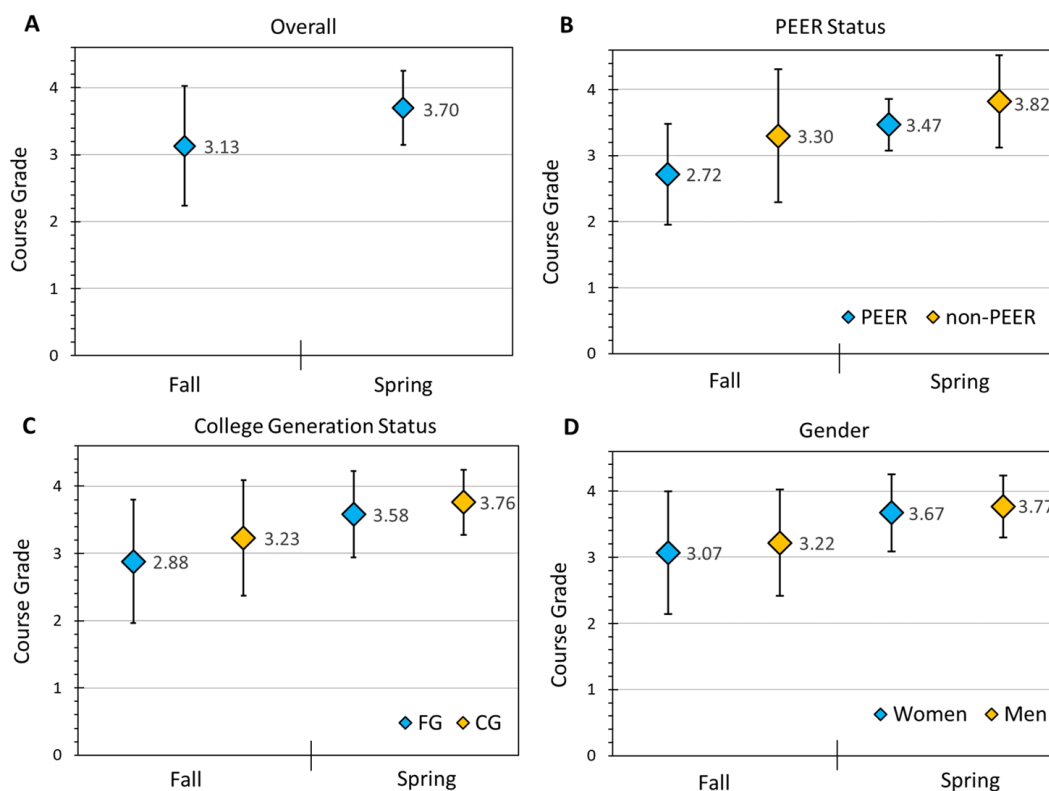 A
Overall
Course Grade
4
3
2
1
0
3.13
3.70
Fall
Spring
B
PEER Status
Course Grade
4
3
2
1
0
2.72
3.30
3.47
3.82
PEER non-PEER
Fall
Spring
C
College Generation Status
Course Grade
4
3
2
1
0
2.88
3.23
3.58
3.76
FG CG
Fall
Spring
D
Gender
Course Grade
4
3
2
1
0
3.07
3.22
3.67
3.77
Women Men
Fall
Spring